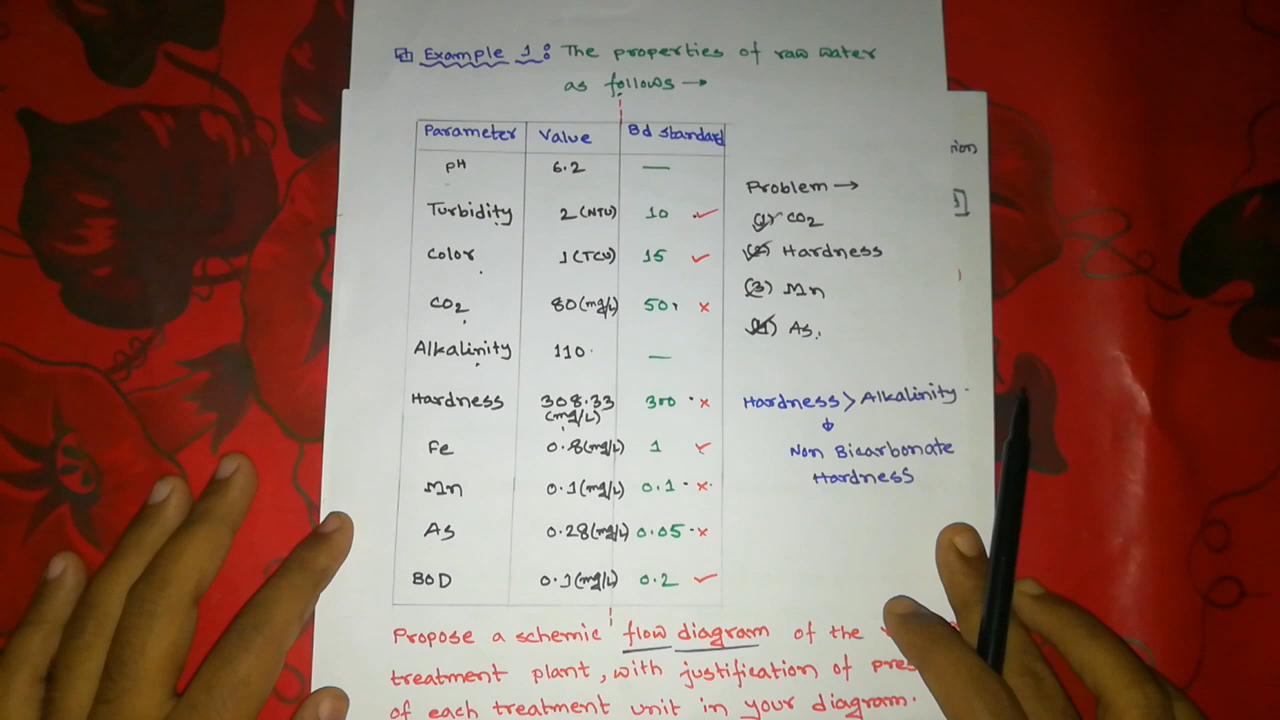 Example 1: The properties of raw water
as follows →
Parameter Value Bd standard
pH 6.2 —
Turbidity 2 (NTU) 10 ✓
Color 1 (TCU) 15 ✓
CO2 80 (mg/L) 50 ×
Alkalinity 110 —
Hardness 308.33 (mg/L) 300 ×
Fe 0.8 (mg/L) 1 ✓
Mn 0.1 (mg/L) 0.1 ×
As 0.28 (mg/L) 0.05 ×
BOD 0.1 (mg/L) 0.2 ✓
Problem →
(1) CO2
(2) Hardness
(3) Mn
(4) As.
Hardness > Alkalinity
↓
Non Bicarbonate
Hardness
Propose a schemic flow diagram of the
treatment plant, with justification of
of each treatment unit in your diagram.